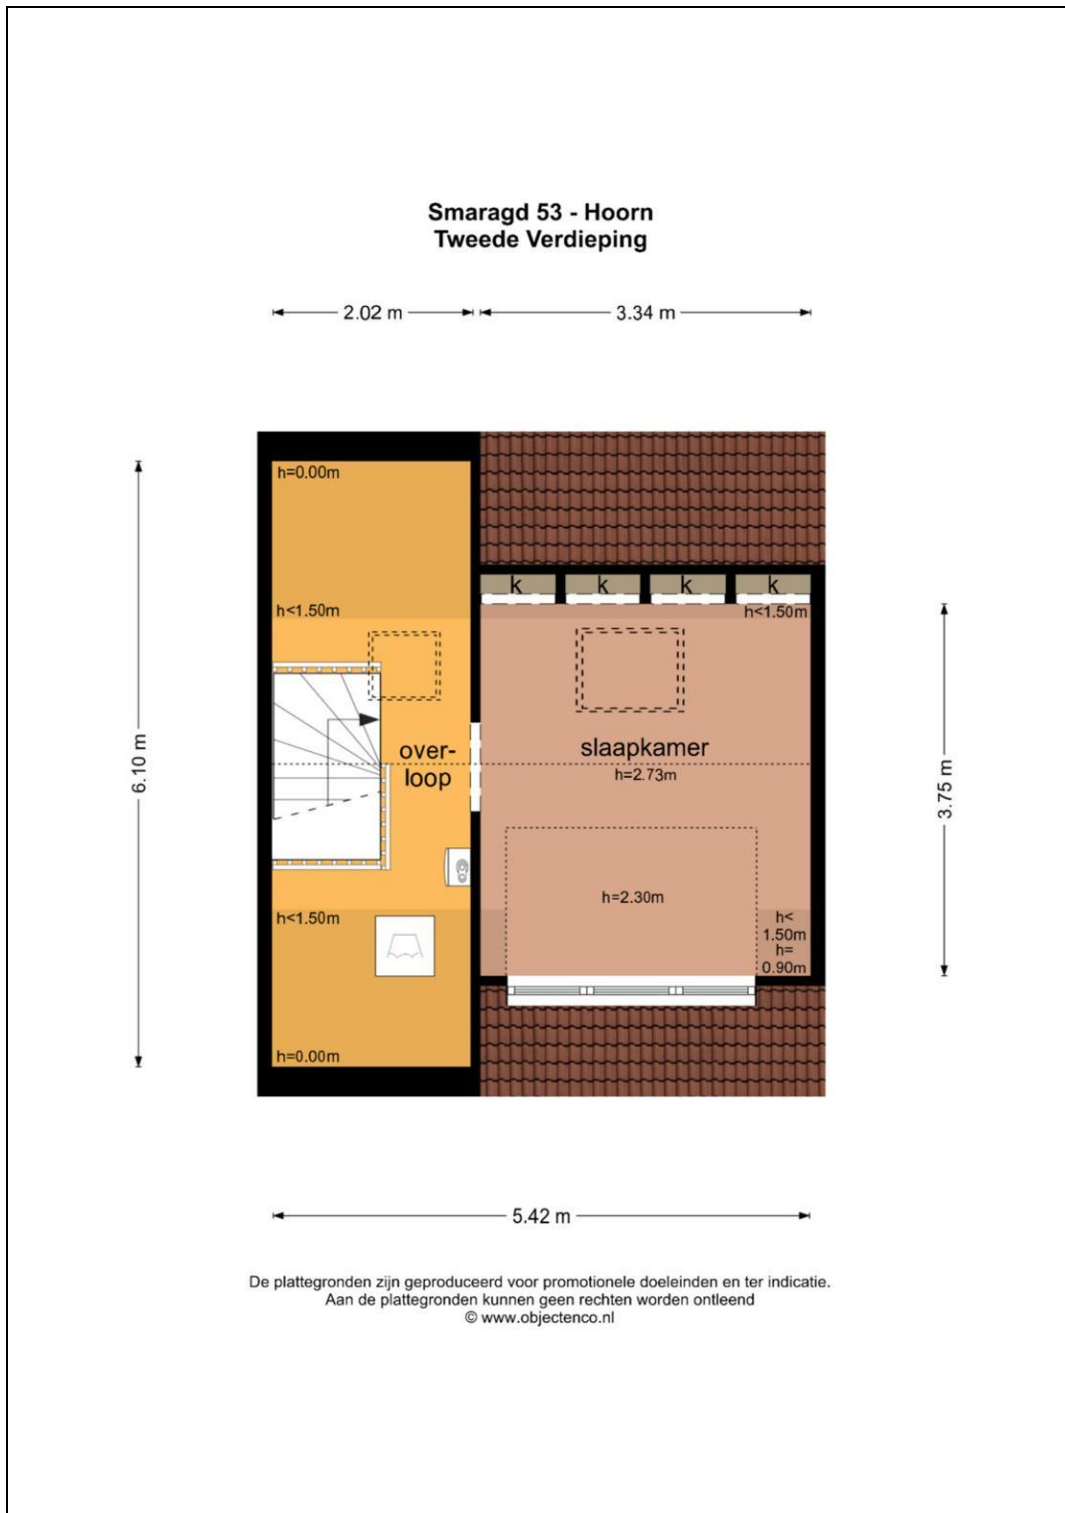 Smaragd 53 - Hoorn
Tweede Verdieping
2.02 m
3.34 m
h=0.00m
k
k
k
k
h<1.50m
h<1.50m
over-
loop
slaapkamer
h=2.73m
6.10 m
3.75 m
h=2.30m
h<1.50m
h<
1.50m
h=
0.90m
h=0.00m
5.42 m
De plattegronden zijn geproduceerd voor promotionele doeleinden en ter indicatie.
Aan de plattegronden kunnen geen rechten worden ontleend
© www.objectenco.nl